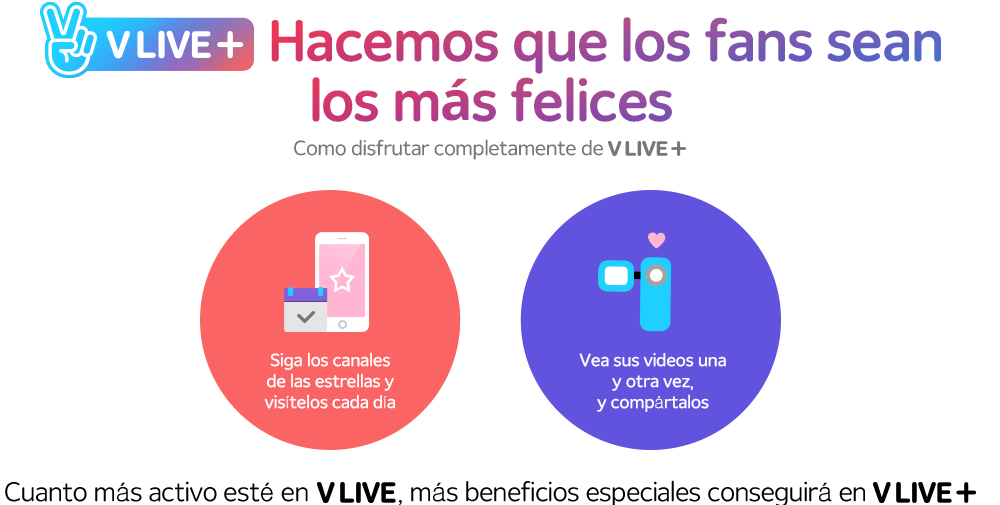 V LIVE + Hacemos que los fans sean
los más felices
Como disfrutar completamente de V LIVE +
Siga los canales
de las estrellas y
visítelos cada día
Vea sus videos una
y otra vez,
y compártalos
Cuanto más activo esté en V LIVE, más beneficios especiales conseguirá en V LIVE +